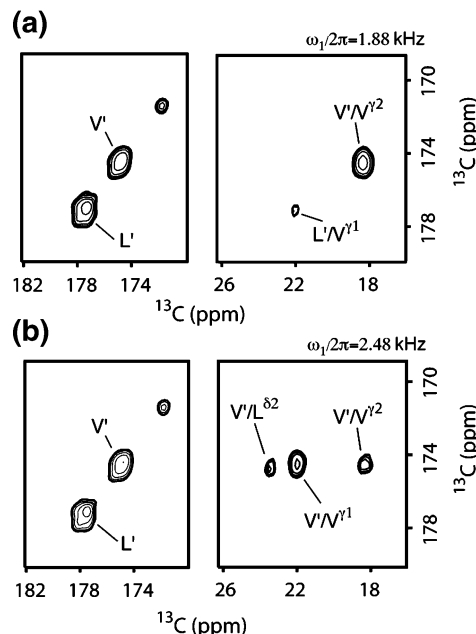 (a)
ω₁/2π=1.88 kHz
V'
L'
V'/Vγ2
L'/Vγ1
170
174
178
¹³C (ppm)
182 178 174
26 22 18
¹³C (ppm)
(b)
ω₁/2π=2.48 kHz
V'
L'
V'/Lδ2
V'/Vγ2
V'/Vγ1
170
174
178
¹³C (ppm)
182 178 174
26 22 18
¹³C (ppm)